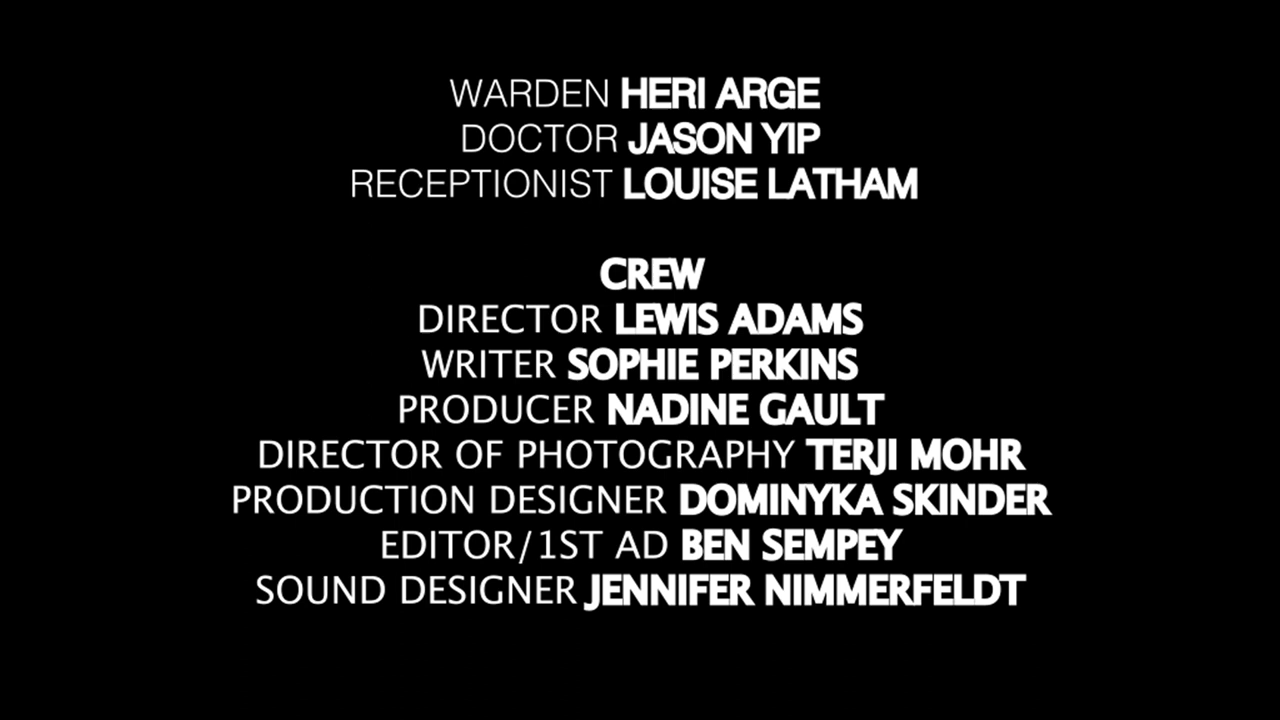 WARDEN HERI ARGE
DOCTOR JASON YIP
RECEPTIONIST LOUISE LATHAM
CREW
DIRECTOR LEWIS ADAMS
WRITER SOPHIE PERKINS
PRODUCER NADINE GAULT
DIRECTOR OF PHOTOGRAPHY TERJI MOHR
PRODUCTION DESIGNER DOMINYKA SKINDER
EDITOR/1ST AD BEN SEMPEY
SOUND DESIGNER JENNIFER NIMMERFELDT